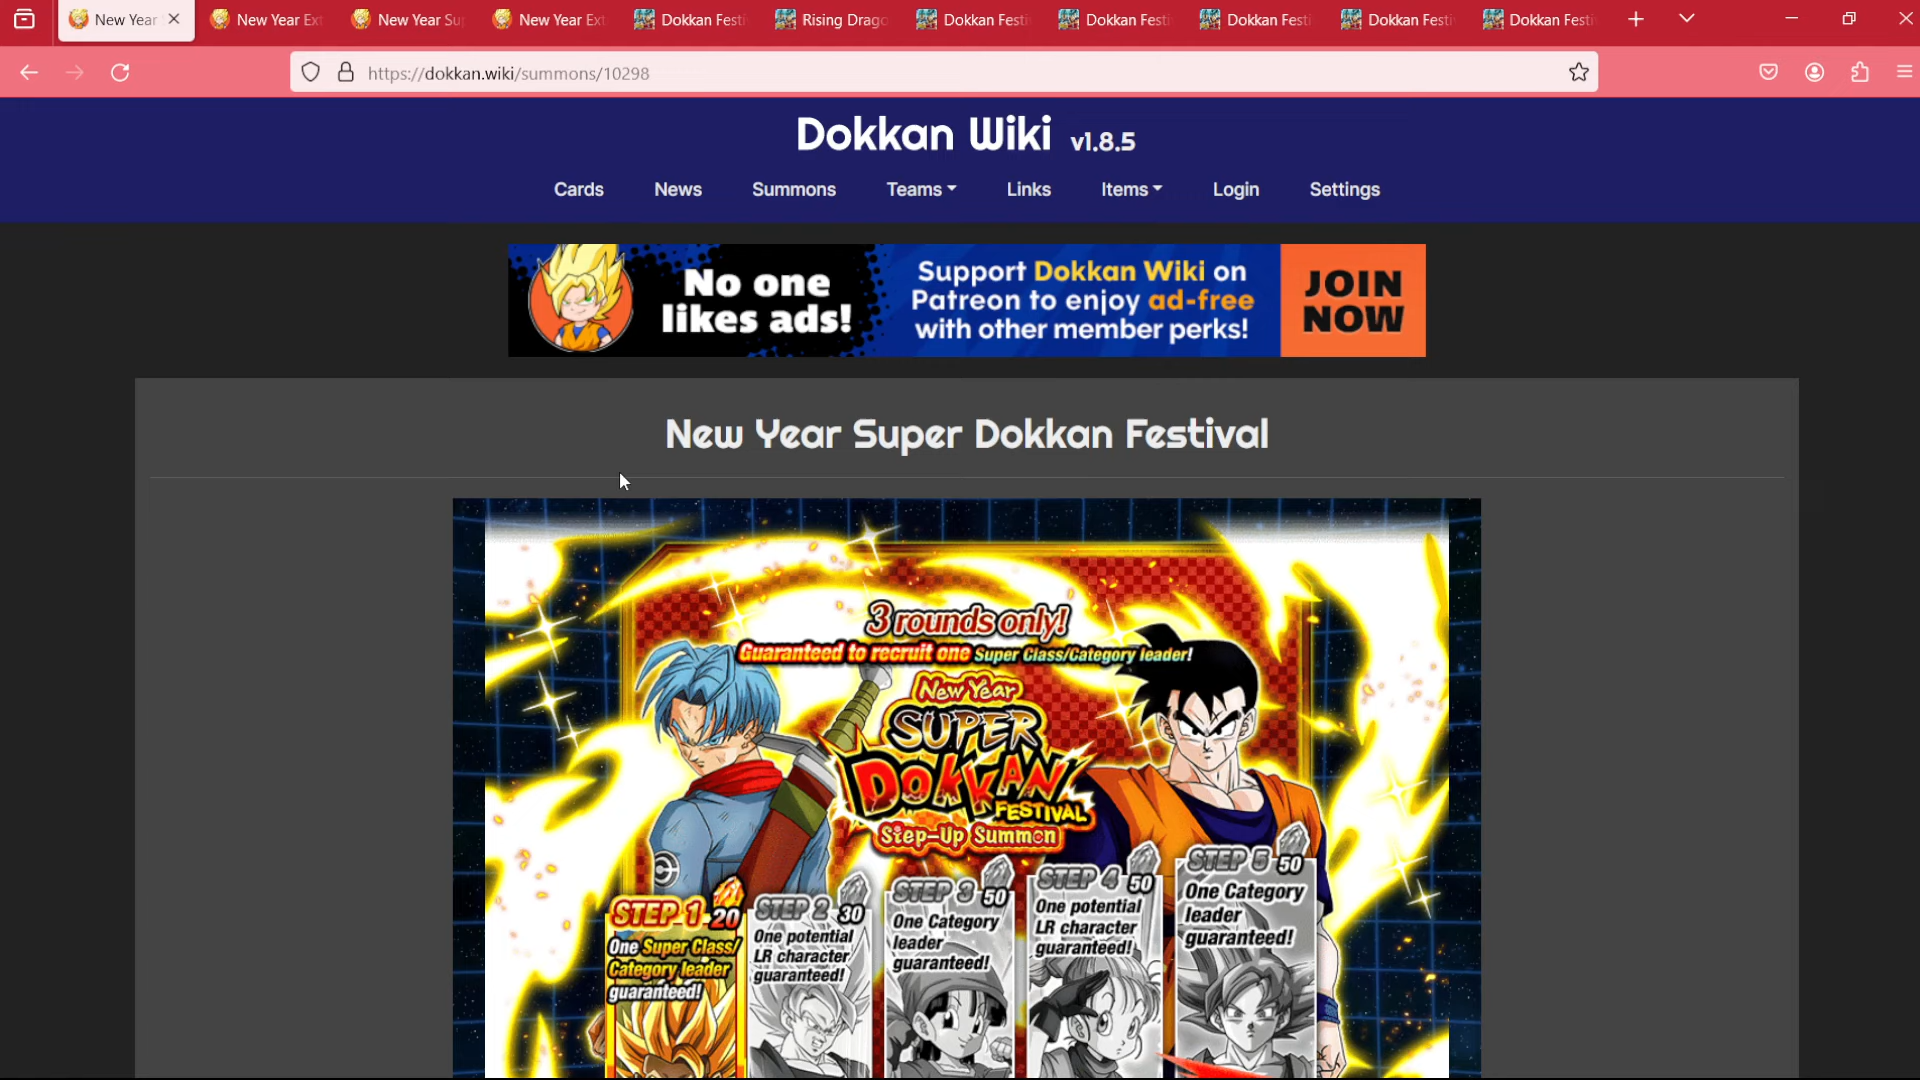 New Year
New Year Ext
New Year Su
New Year Ext
Dokkan Festi
Rising Drago
Dokkan Festi
Dokkan Festi
Dokkan Festi
Dokkan Festi
Dokkan Festi
https://dokkan.wiki/summons/10298
Dokkan Wiki v1.8.5
Cards News Summons Teams Links Items Login Settings
No one
likes ads!
Support Dokkan Wiki on
Patreon to enjoy ad-free
with other member perks!
JOIN
NOW
New Year Super Dokkan Festival
3 rounds only!
Guaranteed to recruit one Super Class/Category leader!
New Year
SUPER
DOKKAN
FESTIVAL
Step-Up Summon
STEP 1 20
One Super Class/
Category leader
guaranteed!
STEP 2 30
One potential
LR character
guaranteed!
STEP 3 50
One Category
leader
guaranteed!
STEP 4 50
One potential
LR character
guaranteed!
STEP 5 50
One Category
leader
guaranteed!